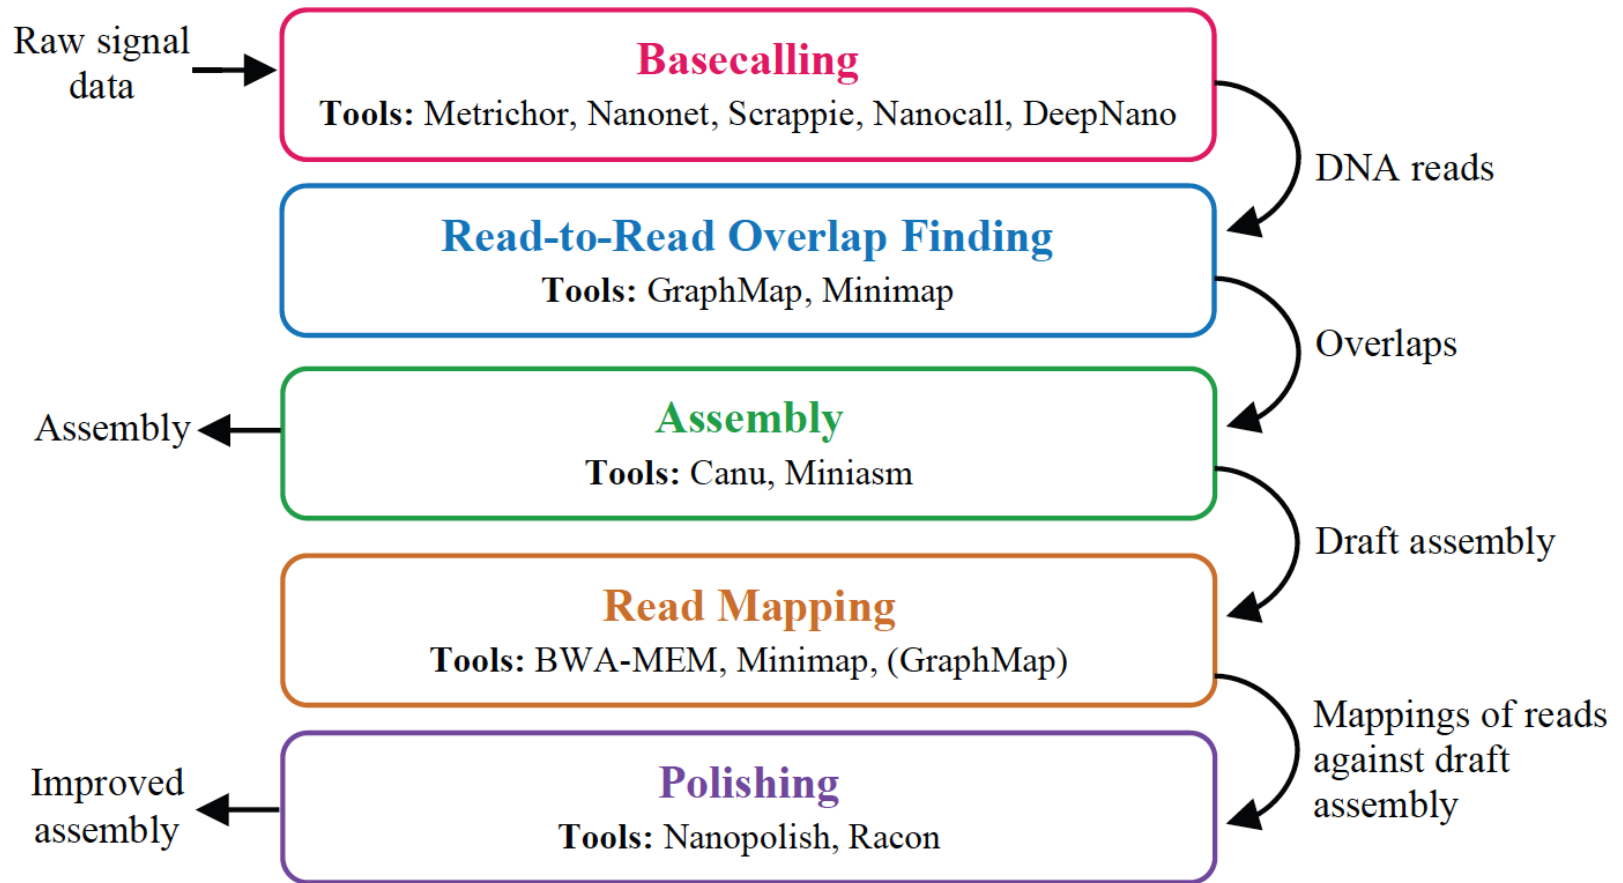 Raw signal
data
Basecalling
Tools: Metrichor, Nanonet, Scrappie, Nanocall, DeepNano
DNA reads
Read-to-Read Overlap Finding
Tools: GraphMap, Minimap
Overlaps
Assembly
Assembly
Tools: Canu, Miniasm
Draft assembly
Read Mapping
Tools: BWA-MEM, Minimap, (GraphMap)
Mappings of reads
against draft
assembly
Improved
assembly
Polishing
Tools: Nanopolish, Racon